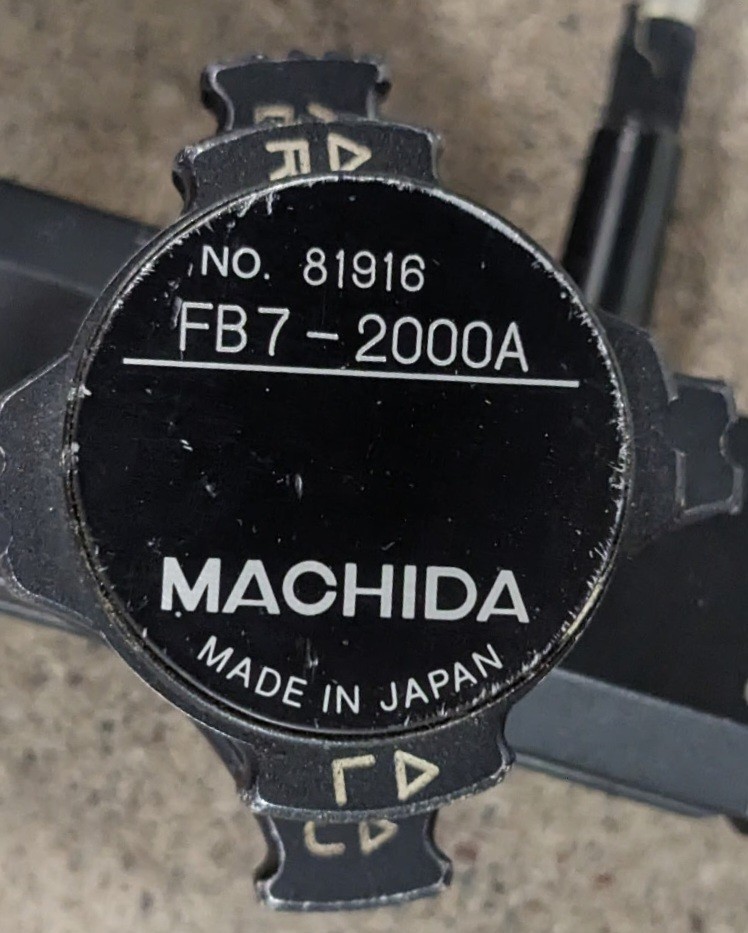 ◁R
NO. 81916
FB7-2000A
MACHIDA
MADE IN JAPAN
L▷